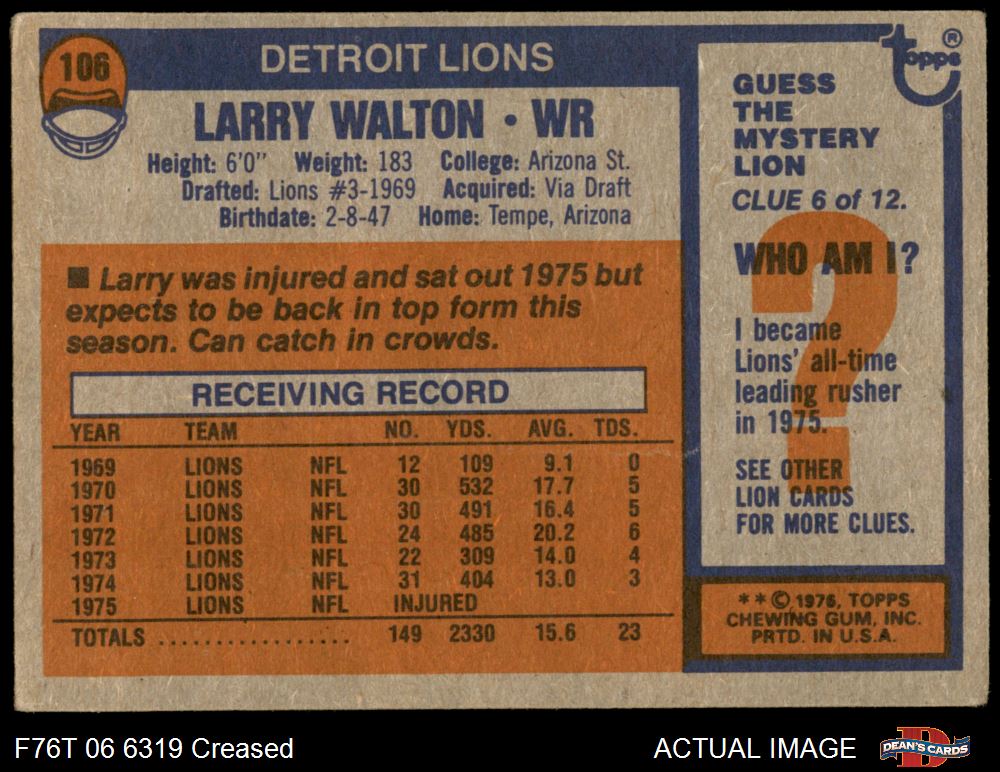 106
DETROIT LIONS
LARRY WALTON · WR
Height: 6'0" Weight: 183 College: Arizona St.
Drafted: Lions #3-1969 Acquired: Via Draft
Birthdate: 2-8-47 Home: Tempe, Arizona
■ Larry was injured and sat out 1975 but
expects to be back in top form this
season. Can catch in crowds.
RECEIVING RECORD
YEAR TEAM NO. YDS. AVG. TDS.
1969 LIONS NFL 12 109 9.1 0
1970 LIONS NFL 30 532 17.7 5
1971 LIONS NFL 30 491 16.4 5
1972 LIONS NFL 24 485 20.2 6
1973 LIONS NFL 22 309 14.0 4
1974 LIONS NFL 31 404 13.0 3
1975 LIONS NFL INJURED
TOTALS .................. 149 2330 15.6 23
topps ®
GUESS
THE
MYSTERY
LION
CLUE 6 of 12.
WHO AM I?
?
I became
Lions' all-time
leading rusher
in 1975.
SEE OTHER
LION CARDS
FOR MORE CLUES.
**© 1976, TOPPS
CHEWING GUM, INC.
PRTD. IN U.S.A.
F76T 06 6319 Creased
ACTUAL IMAGE
DEAN'S CARDS